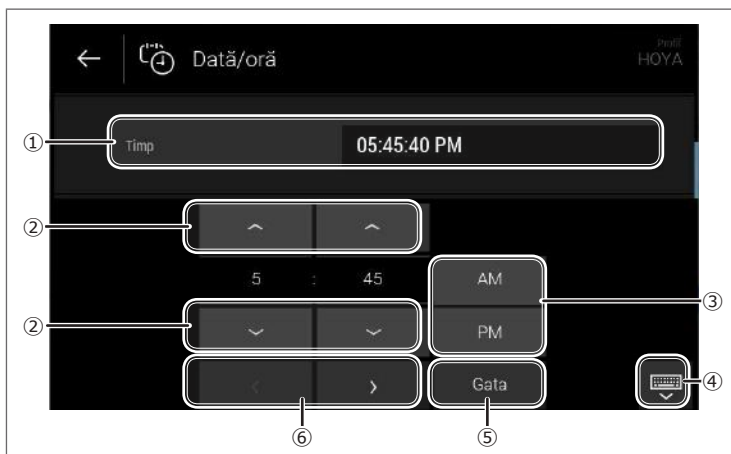 Dată/oră
Profil
HOYA
① Timp 05:45:40 PM
②
5 : 45 AM
③
② PM
Gata
④
⑥ ⑤